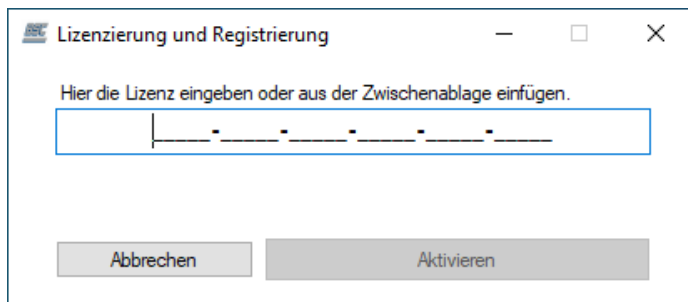 Lizenzierung und Registrierung
Hier die Lizenz eingeben oder aus der Zwischenablage einfügen.
_____-_____-_____-_____-_____-_____
Abbrechen
Aktivieren